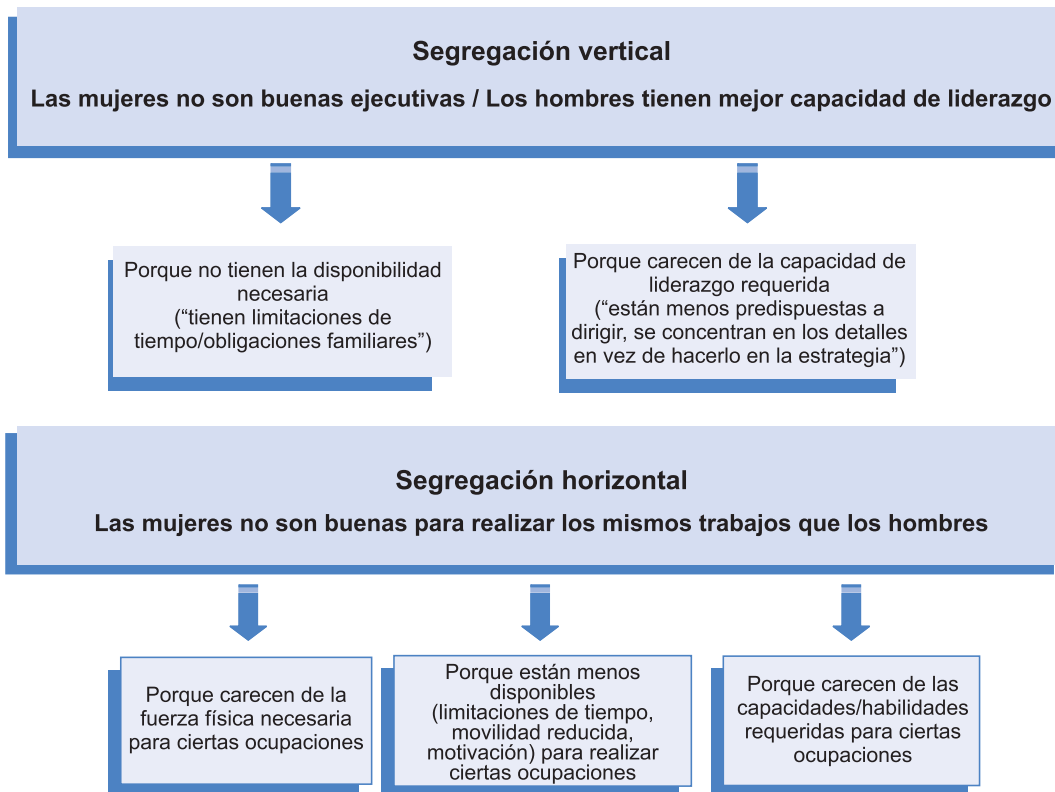 Segregación vertical
Las mujeres no son buenas ejecutivas / Los hombres tienen mejor capacidad de liderazgo
Porque no tienen la disponibilidad
necesaria
(“tienen limitaciones de
tiempo/obligaciones familiares”)
Porque carecen de la capacidad de
liderazgo requerida
(“están menos predispuestas a
dirigir, se concentran en los detalles
en vez de hacerlo en la estrategia”)
Segregación horizontal
Las mujeres no son buenas para realizar los mismos trabajos que los hombres
Porque carecen de la
fuerza física necesaria
para ciertas ocupaciones
Porque están menos
disponibles
(limitaciones de tiempo,
movilidad reducida,
motivación) para realizar
ciertas ocupaciones
Porque carecen de las
capacidades/habilidades
requeridas para ciertas
ocupaciones